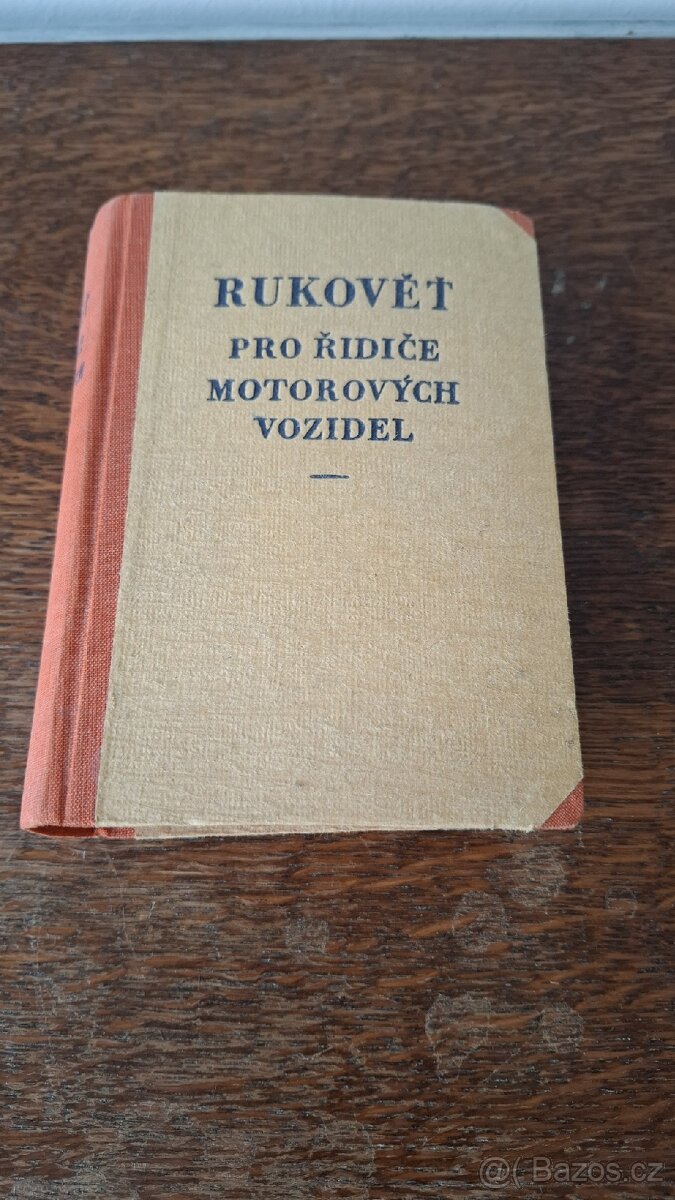 RUKOVĚŤ
PRO ŘIDIČE
MOTOROVÝCH
VOZIDEL
@( Bazos.cz